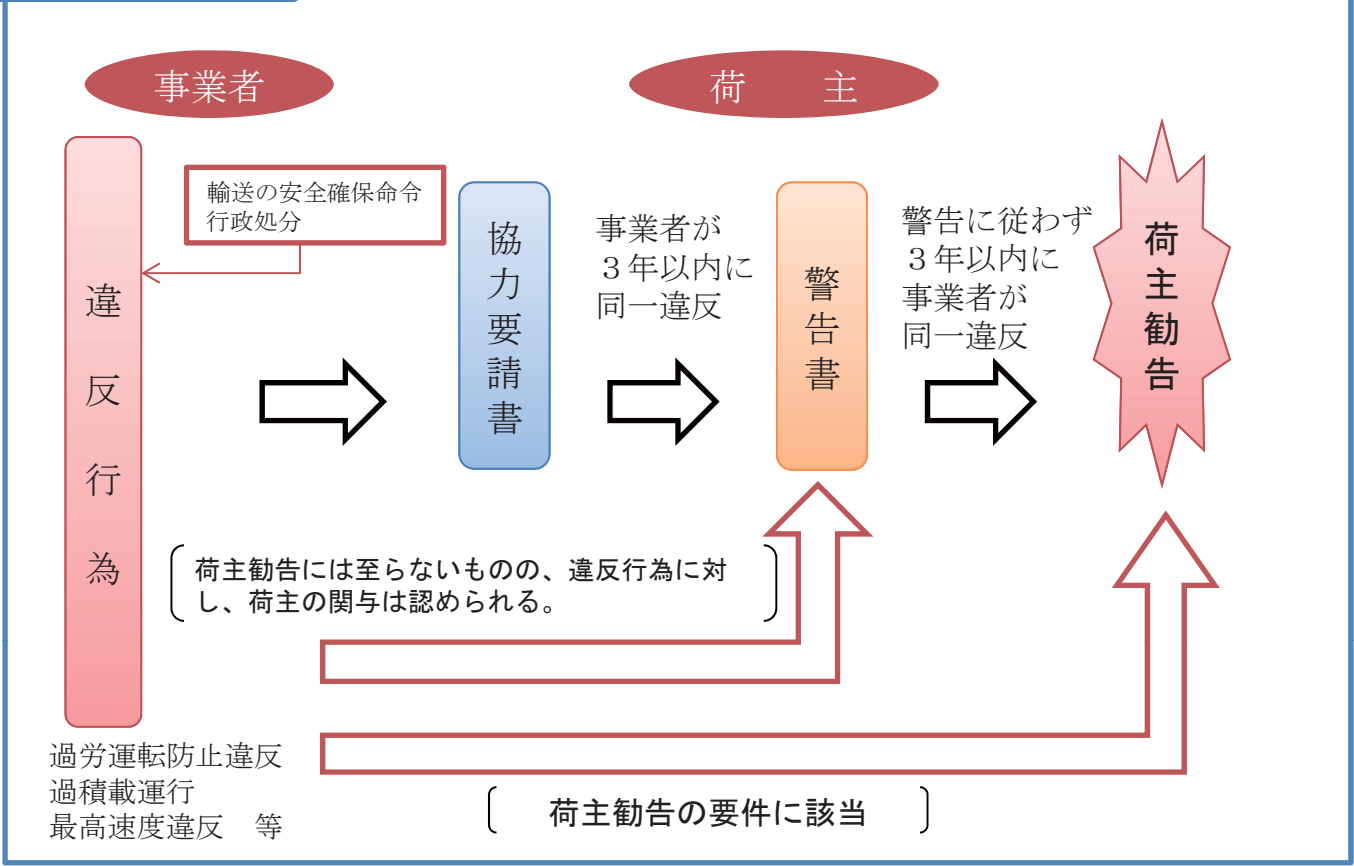 事業者
荷　主
輸送の安全確保命令
行政処分
違反行為
協力要請書
事業者が
３年以内に
同一違反
警告書
警告に従わず
３年以内に
事業者が
同一違反
荷主勧告
荷主勧告には至らないものの、違反行為に対
し、荷主の関与は認められる。
過労運転防止違反
過積載運行
最高速度違反　等
荷主勧告の要件に該当